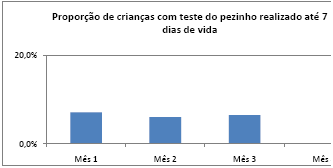 Proporção de crianças com teste do pezinho realizado até 7
dias de vida
20,0%
0,0%
Mês 1
Mês 2
Mês 3
Mês